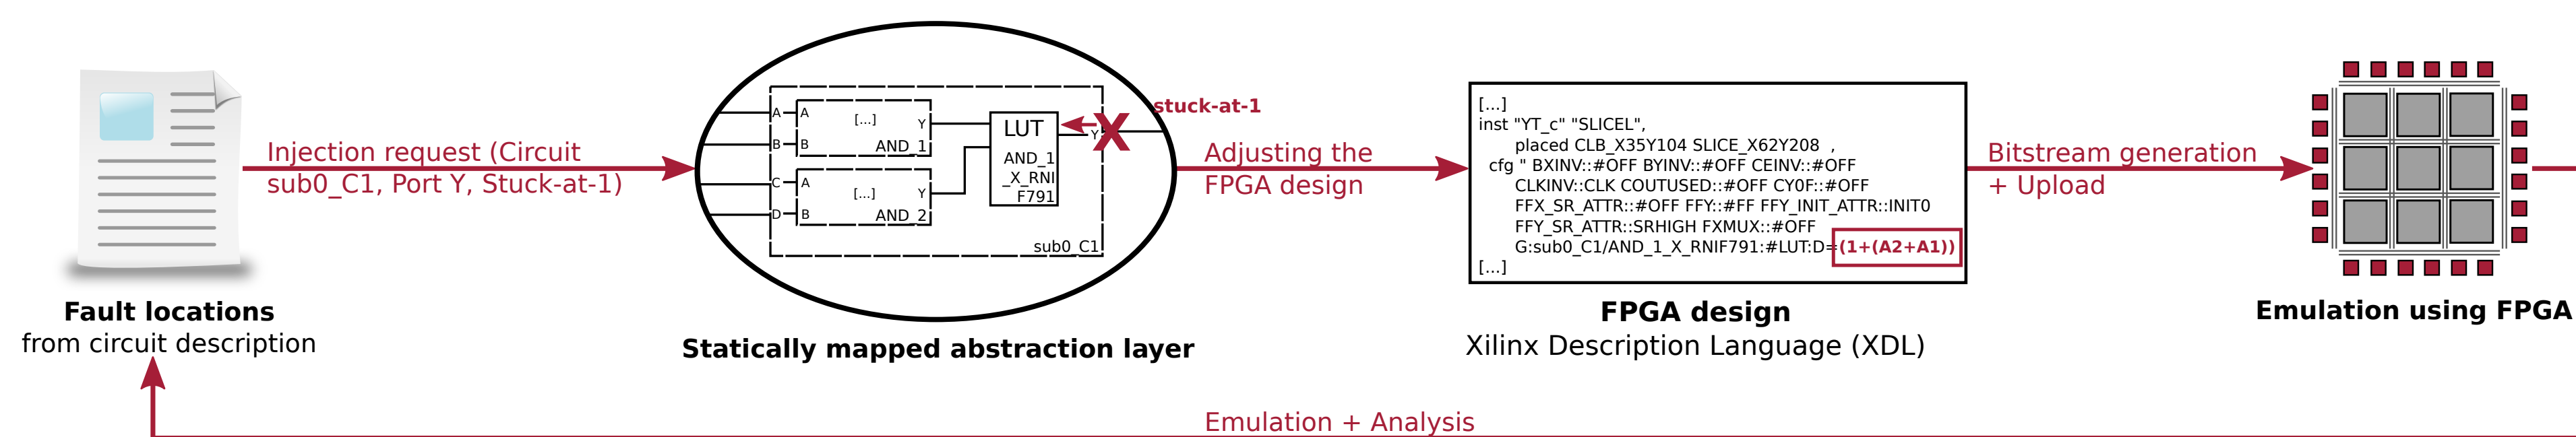 Injection request (Circuit
sub0_C1, Port Y, Stuck-at-1)
Fault locations
from circuit description
A
A
[...]
Y
B
B
AND_1
C
A
[...]
Y
D
B
AND_2
LUT
AND_1
_X_RNI
F791
Y
X
stuck-at-1
sub0_C1
Statically mapped abstraction layer
Adjusting the
FPGA design
[...]
inst "YT_c" "SLICEL",
placed CLB_X35Y104 SLICE_X62Y208 ,
cfg " BXINV::#OFF BYINV::#OFF CEINV::#OFF
CLKINV::CLK COUTUSED::#OFF CY0F::#OFF
FFX_SR_ATTR::#OFF FFY::#FF FFY_INIT_ATTR::INIT0
FFY_SR_ATTR::SRHIGH FXMUX::#OFF
G:sub0_C1/AND_1_X_RNIF791:#LUT:D=(1+(A2+A1))
[...]
FPGA design
Xilinx Description Language (XDL)
Bitstream generation
+ Upload
Emulation using FPGA
Emulation + Analysis